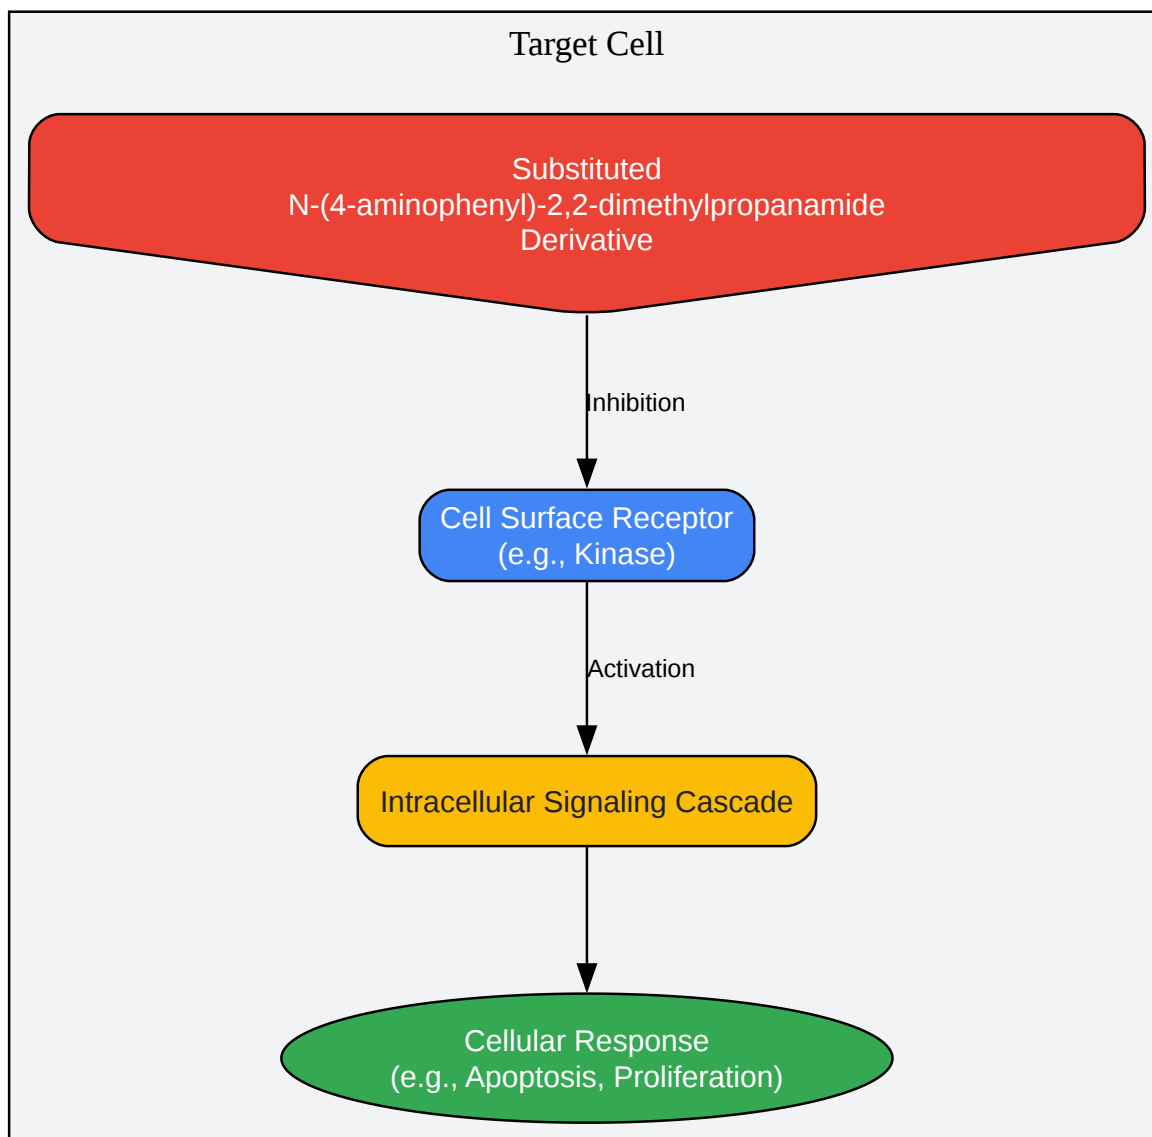 Target Cell
Substituted
N-(4-aminophenyl)-2,2-dimethylpropanamide
Derivative
Inhibition
Cell Surface Receptor
(e.g., Kinase)
Activation
Intracellular Signaling Cascade
Cellular Response
(e.g., Apoptosis, Proliferation)